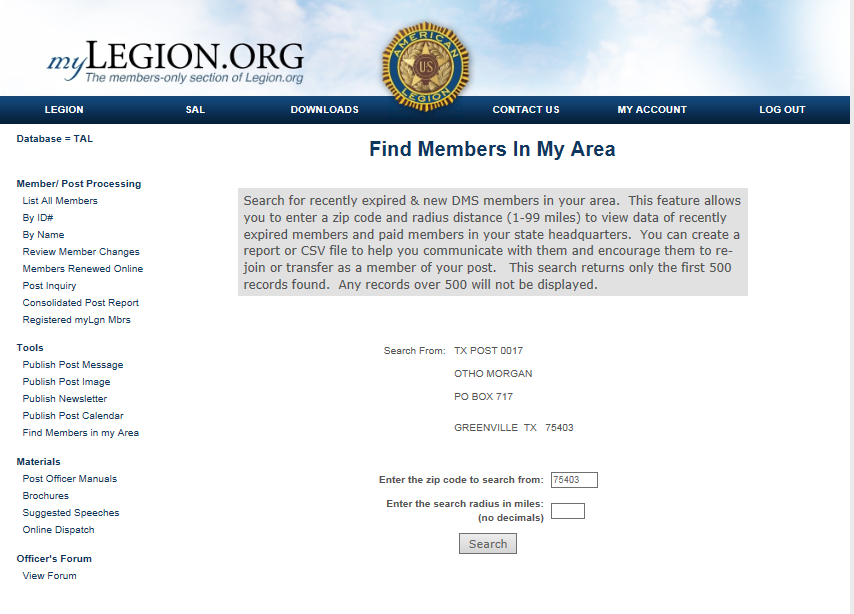 myLEGION.ORG
The members-only section of Legion.org
AMERICAN
US
LEGION
LEGION SAL DOWNLOADS CONTACT US MY ACCOUNT LOG OUT
Database = TAL
Find Members In My Area
Member/ Post Processing
List All Members
By ID#
By Name
Review Member Changes
Members Renewed Online
Post Inquiry
Consolidated Post Report
Registered myLgn Mbrs
Tools
Publish Post Message
Publish Post Image
Publish Newsletter
Publish Post Calendar
Find Members in my Area
Materials
Post Officer Manuals
Brochures
Suggested Speeches
Online Dispatch
Officer's Forum
View Forum
Search for recently expired & new DMS members in your area. This feature allows
you to enter a zip code and radius distance (1-99 miles) to view data of recently
expired members and paid members in your state headquarters. You can create a
report or CSV file to help you communicate with them and encourage them to re-
join or transfer as a member of your post. This search returns only the first 500
records found. Any records over 500 will not be displayed.
Search From: TX POST 0017
OTHO MORGAN
PO BOX 717
GREENVILLE TX 75403
Enter the zip code to search from: 75403
Enter the search radius in miles:
(no decimals)
Search